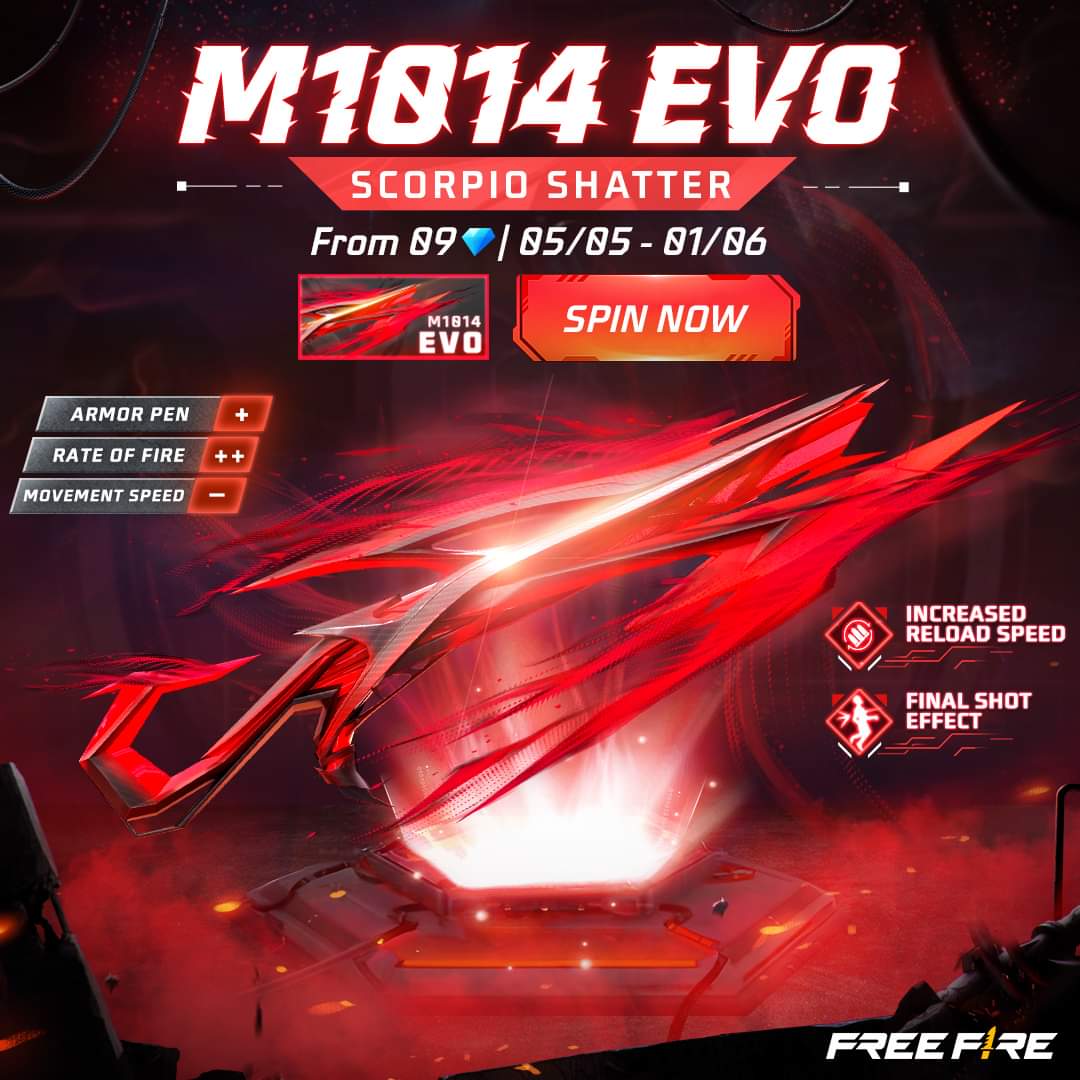 M1014 EVO
SCORPIO SHATTER
From 09💎| 05/05 - 01/06
M1014
EVO
SPIN NOW
ARMOR PEN +
RATE OF FIRE ++
MOVEMENT SPEED −
INCREASED
RELOAD SPEED
FINAL SHOT
EFFECT
FREE FIRE